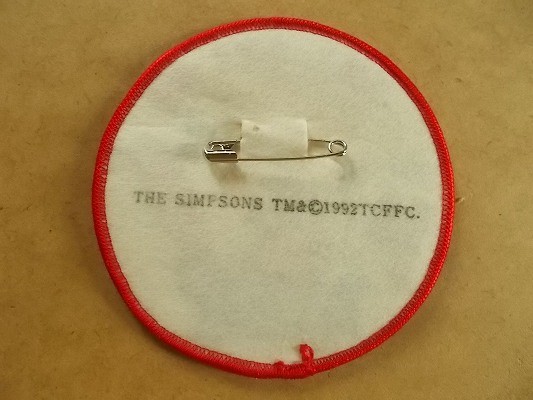 THE SIMPSONS TM&©1992TCFFC.